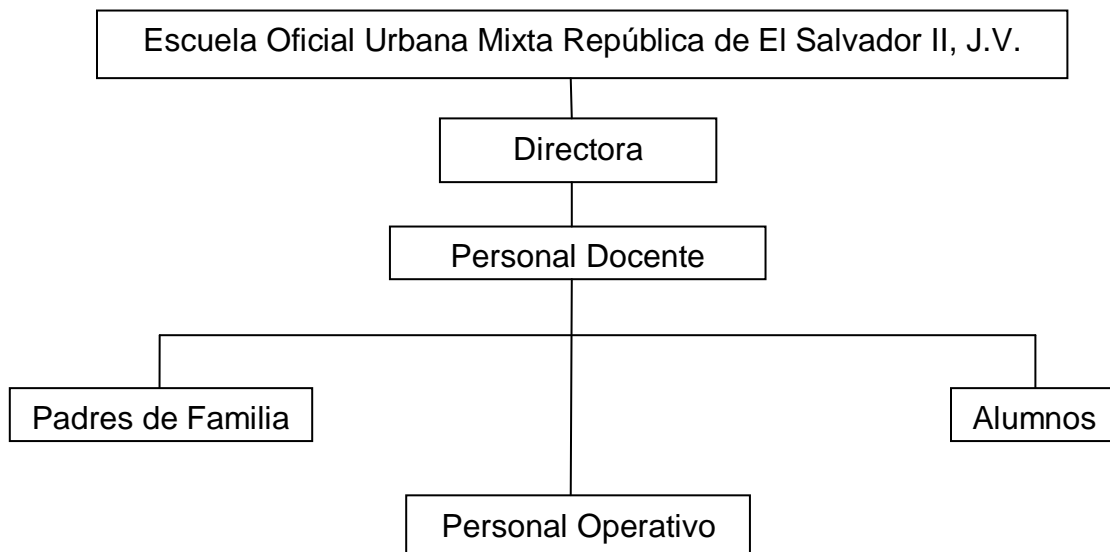 Escuela Oficial Urbana Mixta República de El Salvador II, J.V.
Directora
Personal Docente
Padres de Familia
Alumnos
Personal Operativo